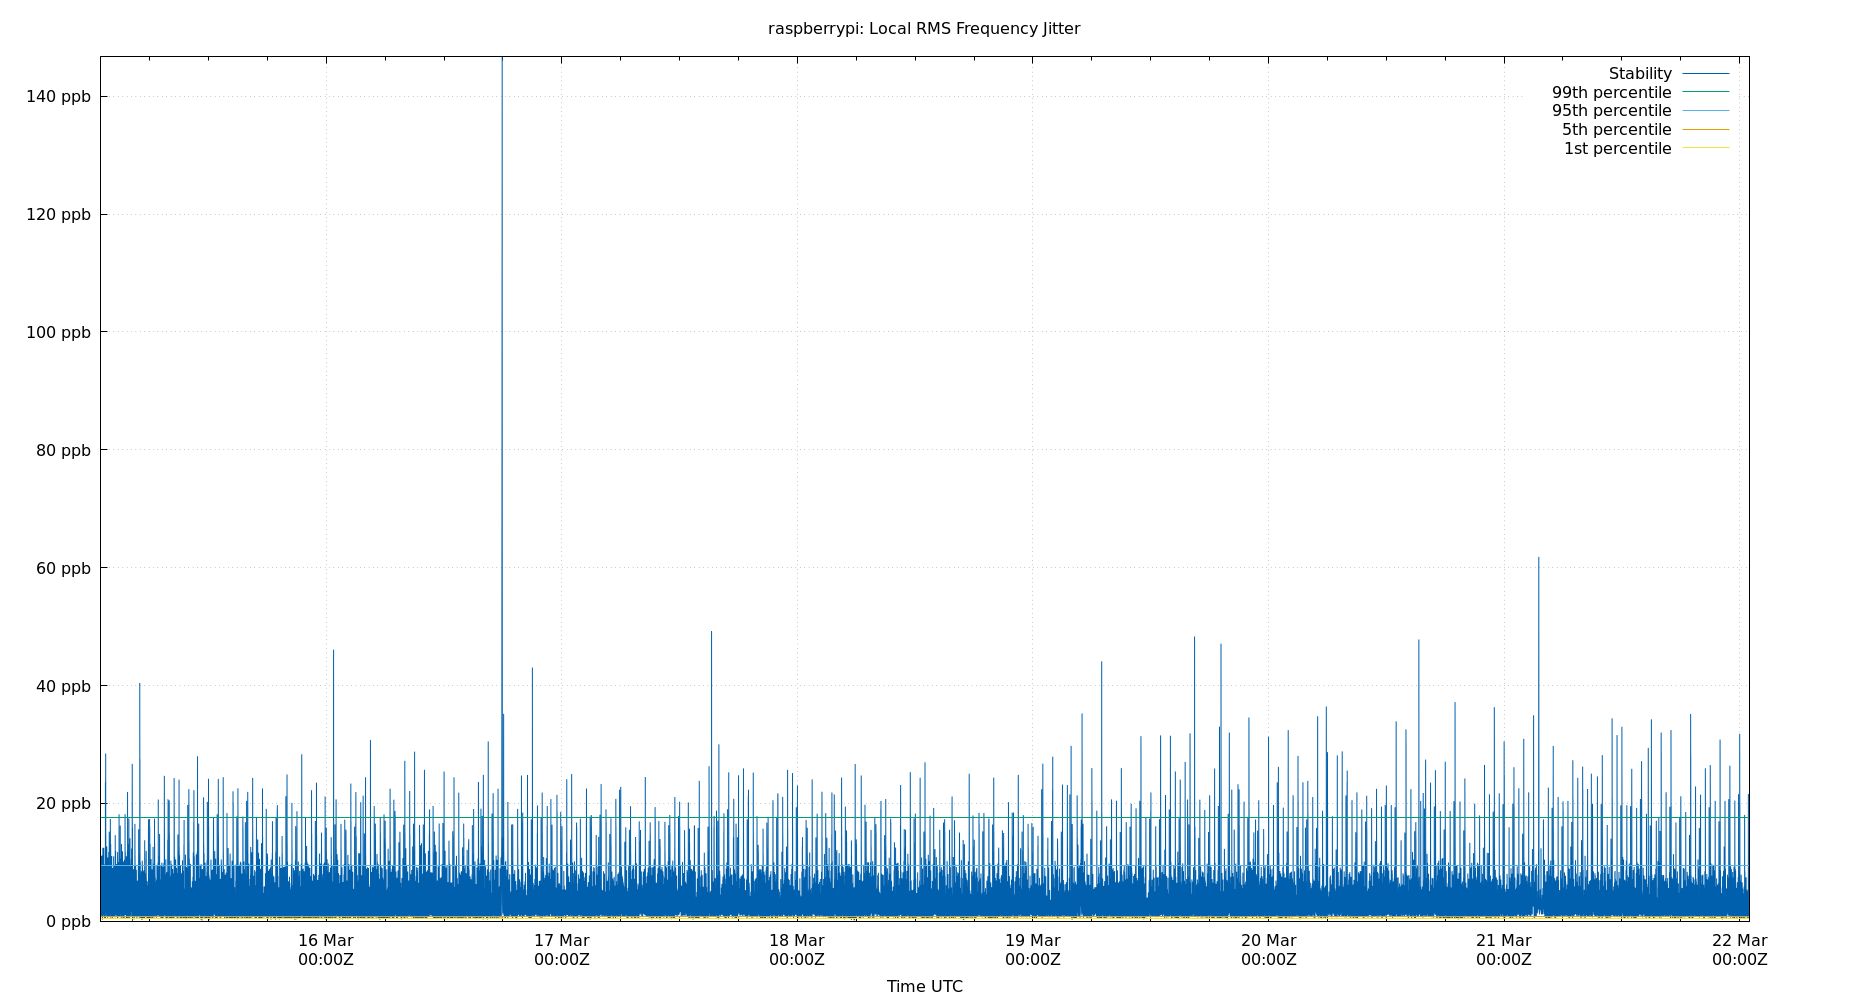 raspberrypi: Local RMS Frequency Jitter
Stability
99th percentile
95th percentile
5th percentile
1st percentile
140 ppb
120 ppb
100 ppb
80 ppb
60 ppb
40 ppb
20 ppb
0 ppb
16 Mar 17 Mar 18 Mar 19 Mar 20 Mar 21 Mar 22 Mar
00:00Z 00:00Z 00:00Z 00:00Z 00:00Z 00:00Z 00:00Z
Time UTC